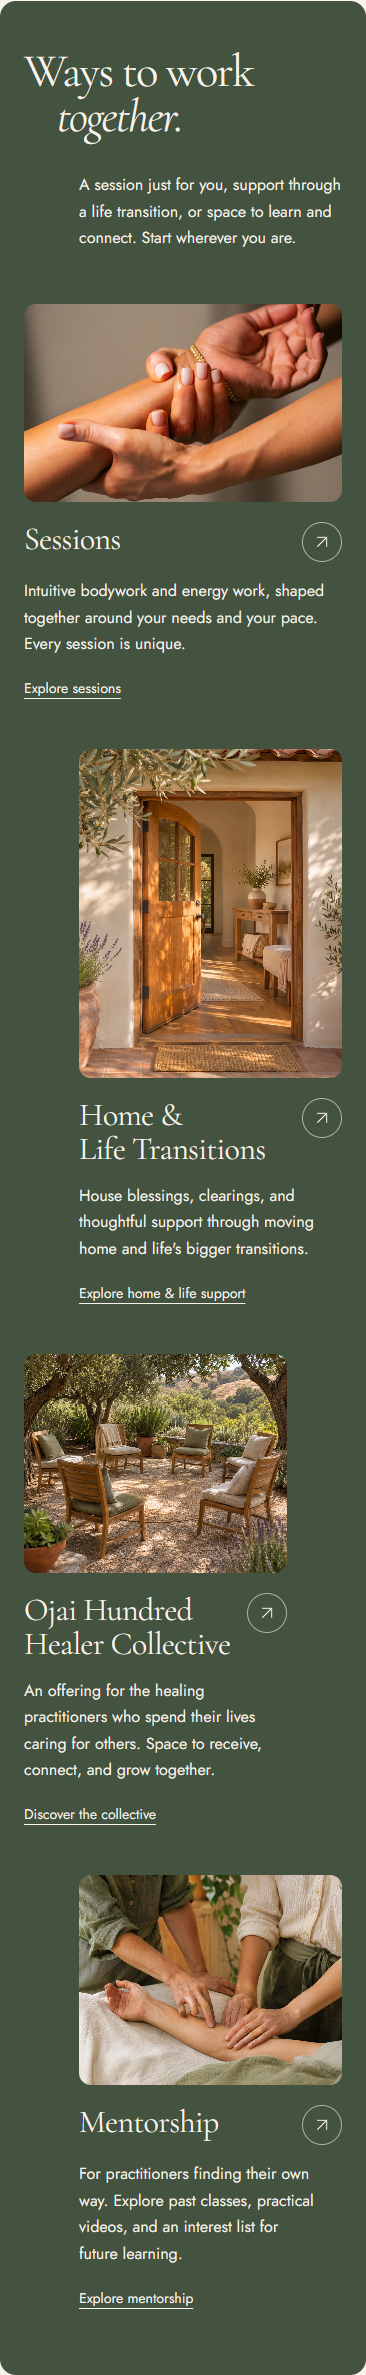 Ways to work
together.
A session just for you, support through
a life transition, or space to learn and
connect. Start wherever you are.
Sessions
Intuitive bodywork and energy work, shaped
together around your needs and your pace.
Every session is unique.
Explore sessions
Home &
Life Transitions
House blessings, clearings, and
thoughtful support through moving
home and life's bigger transitions.
Explore home & life support
Ojai Hundred
Healer Collective
An offering for the healing
practitioners who spend their lives
caring for others. Space to receive,
connect, and grow together.
Discover the collective
Mentorship
For practitioners finding their own
way. Explore past classes, practical
videos, and an interest list for
future learning.
Explore mentorship